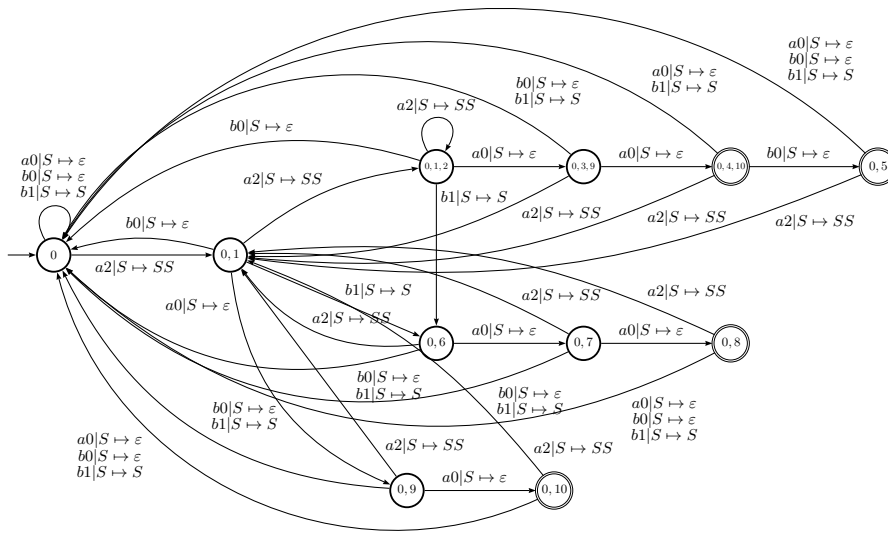 a0|S ↦ ε
b0|S ↦ ε
b1|S ↦ S
a2|S ↦ SS
b0|S ↦ ε
b1|S ↦ S
a0|S ↦ ε
b1|S ↦ S
b0|S ↦ ε
a0|S ↦ ε
b0|S ↦ ε
b1|S ↦ S
a2|S ↦ SS
0, 1, 2
a0|S ↦ ε
0, 3, 9
a0|S ↦ ε
0, 4, 10
b0|S ↦ ε
0, 5
b1|S ↦ S
a2|S ↦ SS
a2|S ↦ SS
a2|S ↦ SS
b0|S ↦ ε
0
a2|S ↦ SS
0, 1
a0|S ↦ ε
b1|S ↦ S
a2|S ↦ SS
a2|S ↦ SS
a2|S ↦ SS
0, 6
a0|S ↦ ε
0, 7
a0|S ↦ ε
0, 8
b0|S ↦ ε
b1|S ↦ S
b0|S ↦ ε
b1|S ↦ S
a0|S ↦ ε
b0|S ↦ ε
b1|S ↦ S
b0|S ↦ ε
b1|S ↦ S
a0|S ↦ ε
b0|S ↦ ε
b1|S ↦ S
a2|S ↦ SS
a2|S ↦ SS
0, 9
a0|S ↦ ε
0, 10